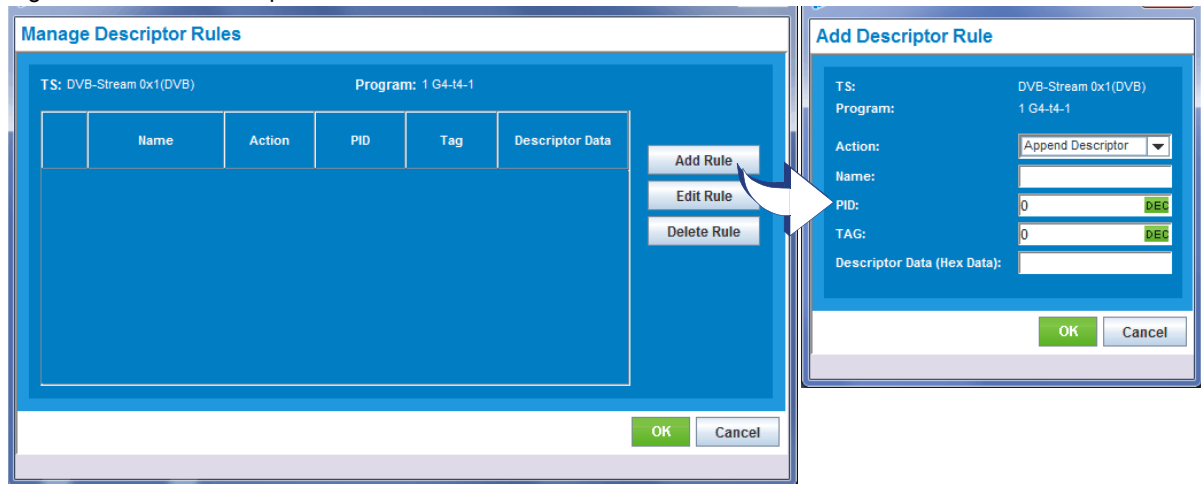 Manage Descriptor Rules
TS: DVB-Stream 0x1(DVB) Program: 1 G4-t4-1
Name Action PID Tag Descriptor Data
Add Rule
Edit Rule
Delete Rule
OK Cancel
Add Descriptor Rule
TS: DVB-Stream 0x1(DVB)
Program: 1 G4-t4-1
Action: Append Descriptor
Name:
PID: 0 DEC
TAG: 0 DEC
Descriptor Data (Hex Data):
OK Cancel